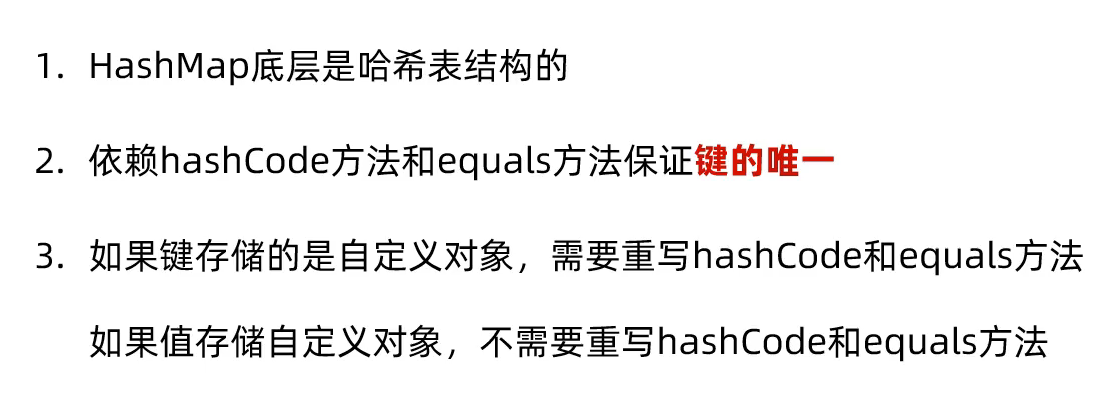 1. HashMap底层是哈希表结构的
2. 依赖hashCode方法和equals方法保证键的唯一
3. 如果键存储的是自定义对象，需要重写hashCode和equals方法
如果值存储自定义对象，不需要重写hashCode和equals方法